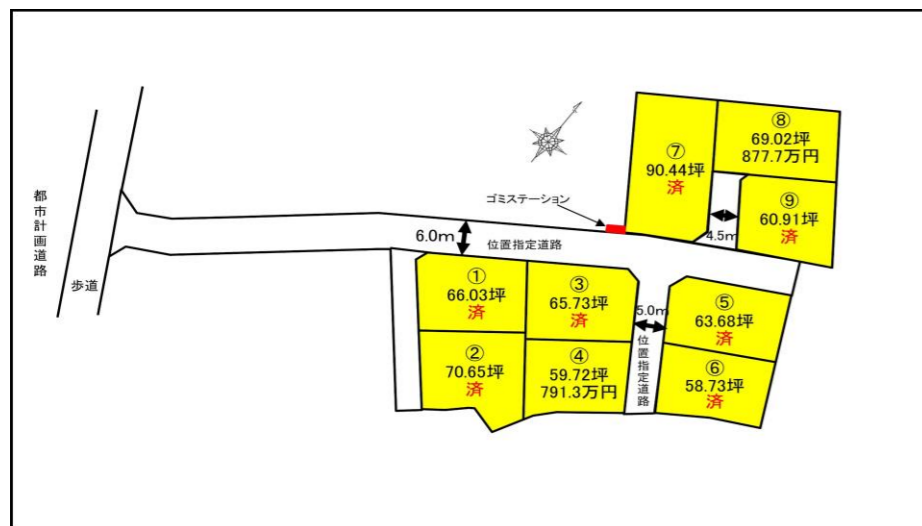 都市計画道路
歩道
6.0m
位置指定道路
ゴミステーション
⑦
90.44坪
済
⑧
69.02坪
877.7万円
4.5m
⑨
60.91坪
済
①
66.03坪
済
③
65.73坪
済
5.0m
位置指定道路
⑤
63.68坪
済
②
70.65坪
済
④
59.72坪
791.3万円
⑥
58.73坪
済